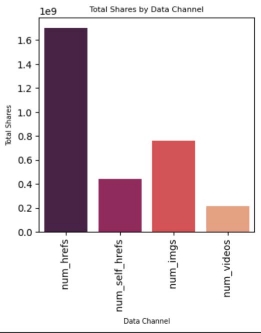 Total Shares by Data Channel
1e9
1.6
1.4
1.2
1.0
0.8
0.6
0.4
0.2
0.0
Total Shares
num_hrefs
num_self_hrefs
num_imgs
num_videos
Data Channel